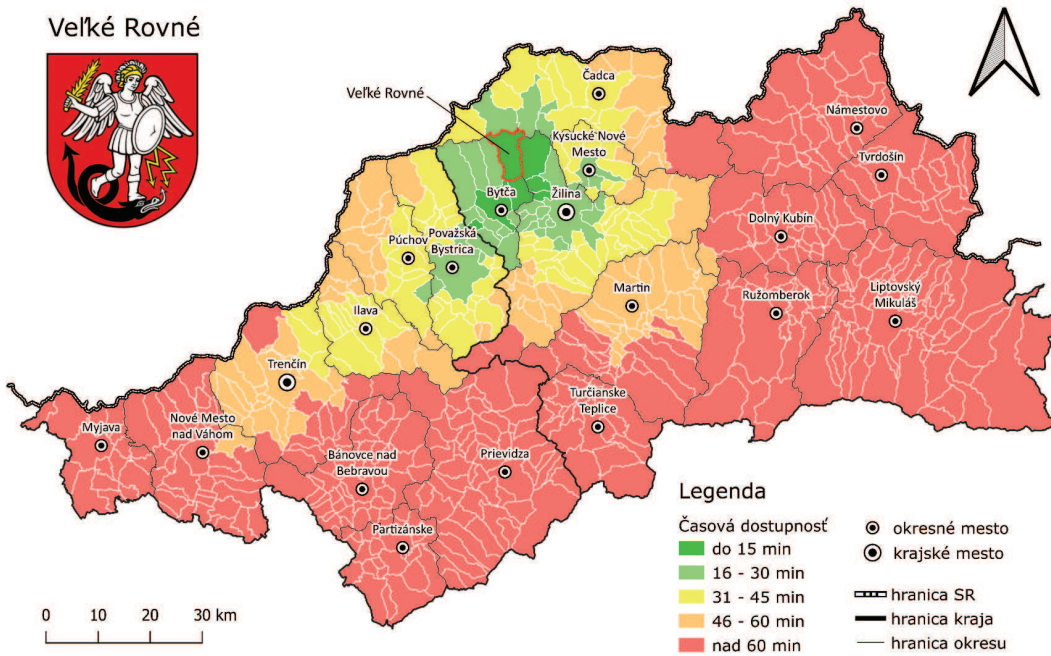 Veľké Rovné
Veľké Rovné
Čadca
Kysucké Nové
Mesto
Námestovo
Tvrdošín
Bytča
Žilina
Dolný Kubín
Púchov
Považská
Bystrica
Martin
Ružomberok
Liptovský
Mikuláš
Ilava
Trenčín
Turčianske
Teplice
Myjava
Nové Mesto
nad Váhom
Bánovce nad
Bebravou
Prievidza
Partizánske
Legenda
Časová dostupnosť
do 15 min
16 - 30 min
31 - 45 min
46 - 60 min
nad 60 min
okresné mesto
krajské mesto
hranica SR
hranica kraja
hranica okresu
0 10 20 30 km